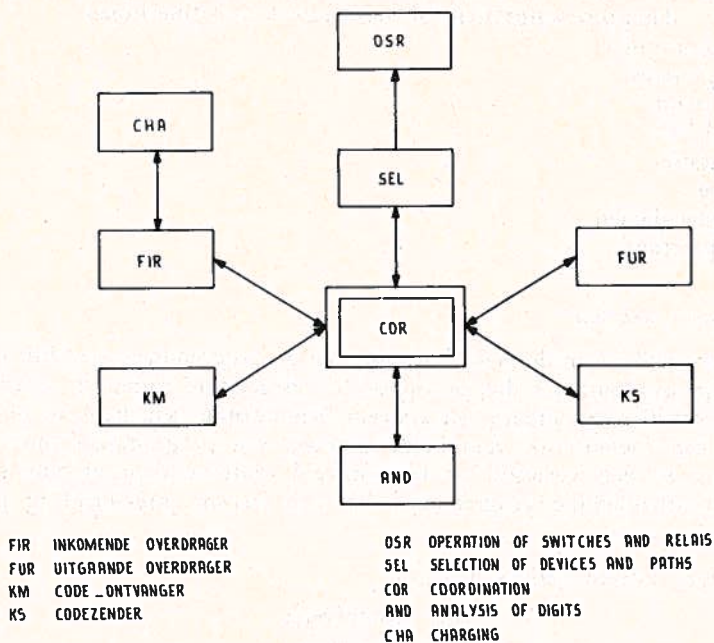 OSR
CHA
SEL
FIR
FUR
COR
KM
KS
AND
FIR INKOMENDE OVERDRAGER
FUR UITGAANDE OVERDRAGER
KM CODE_ONTVANGER
KS CODEZENDER
OSR OPERATION OF SWITCHES AND RELAIS
SEL SELECTION OF DEVICES AND PATHS
COR COORDINATION
AND ANALYSIS OF DIGITS
CHA CHARGING